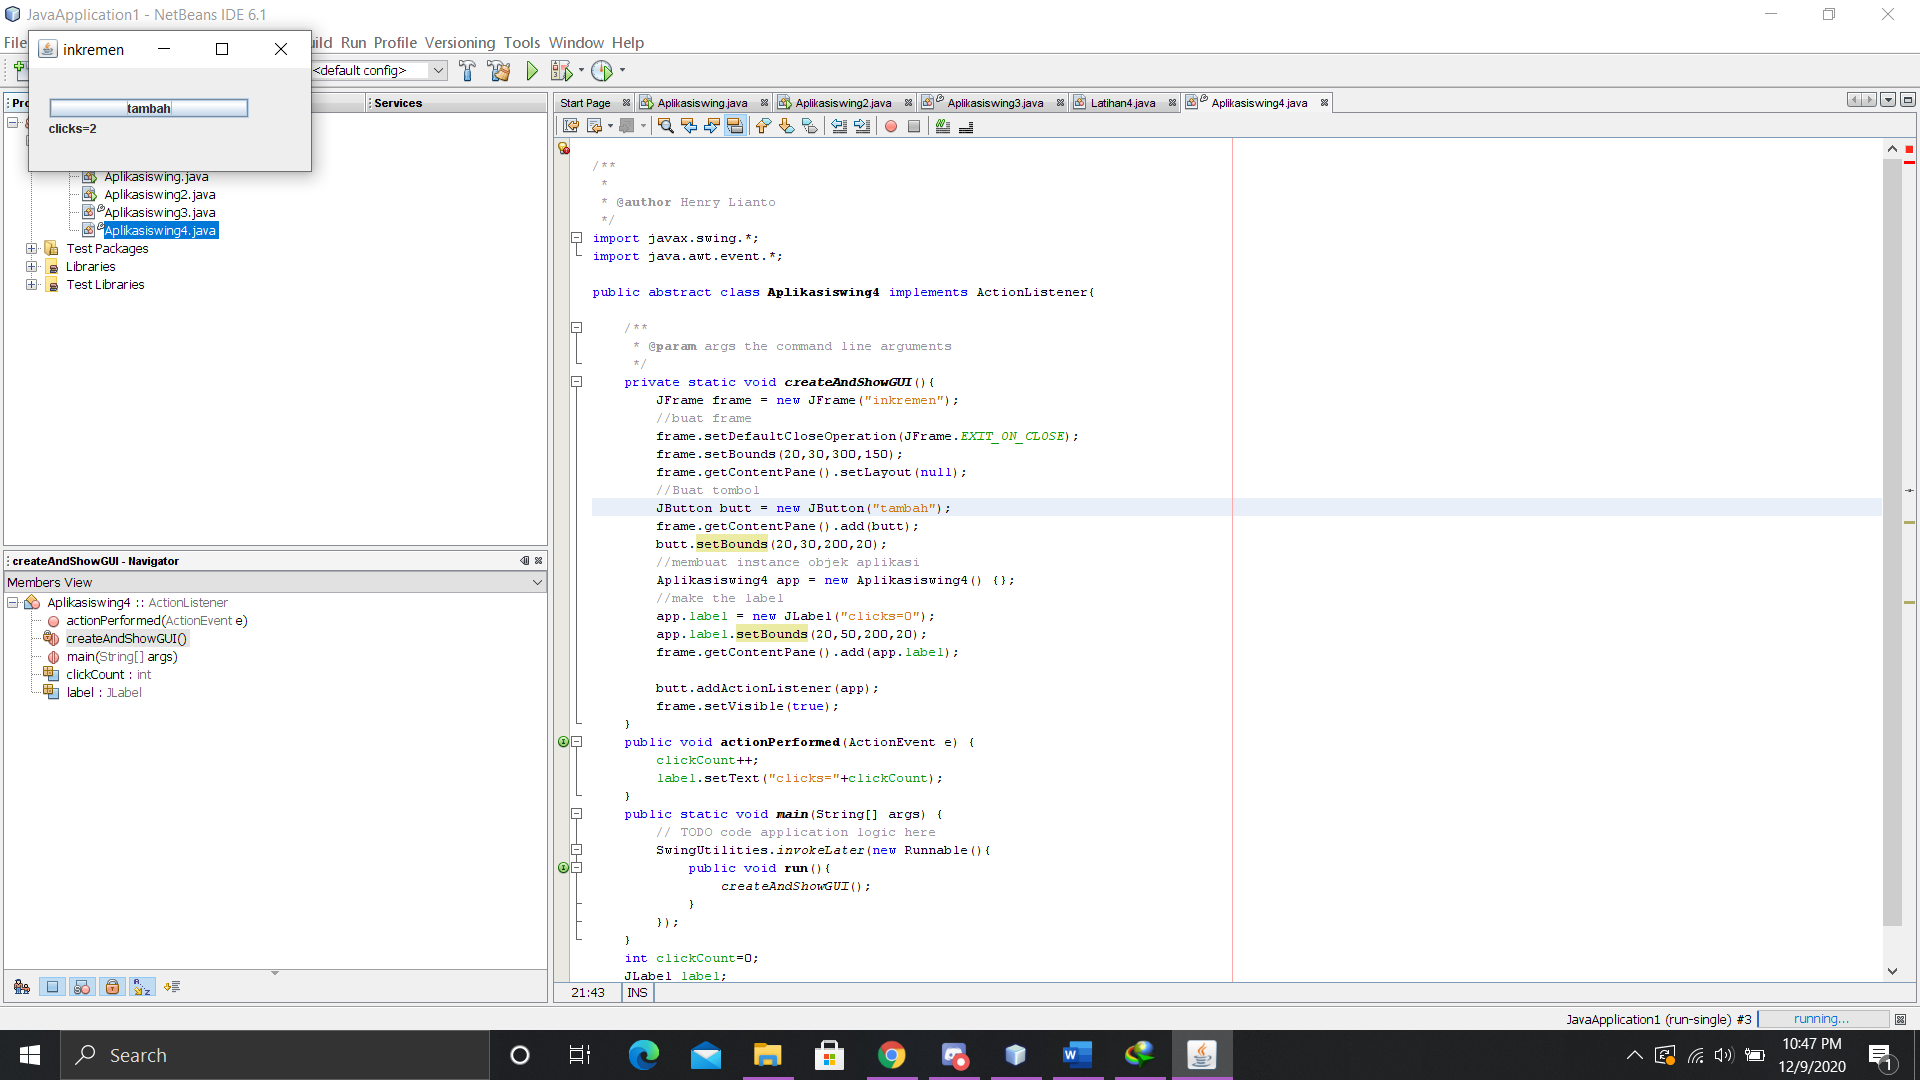 JavaApplication1 - NetBeans IDE 6.1
File
uild Run Profile Versioning Tools Window Help
inkremen
tambah
clicks=2
<default config>
Services
Aplikasiswing.java
Aplikasiswing2.java
Aplikasiswing3.java
Aplikasiswing4.java
Test Packages
Libraries
Test Libraries
createAndShowGUI - Navigator
Members View
Aplikasiswing4 :: ActionListener
actionPerformed(ActionEvent e)
createAndShowGUI()
main(String[] args)
clickCount : int
label : JLabel
Start Page Aplikasiswing.java Aplikasiswing2.java Aplikasiswing3.java Latihan4.java Aplikasiswing4.java
/**
*
* @author Henry Lianto
*/
import javax.swing.*;
import java.awt.event.*;
public abstract class Aplikasiswing4 implements ActionListener{
/**
* @param args the command line arguments
*/
private static void createAndShowGUI(){
JFrame frame = new JFrame("inkremen");
//buat frame
frame.setDefaultCloseOperation(JFrame.EXIT_ON_CLOSE);
frame.setBounds(20,30,300,150);
frame.getContentPane().setLayout(null);
//Buat tombol
JButton butt = new JButton("tambah");
frame.getContentPane().add(butt);
butt.setBounds(20,30,200,20);
//membuat instance objek aplikasi
Aplikasiswing4 app = new Aplikasiswing4() {};
//make the label
app.label = new JLabel("clicks=0");
app.label.setBounds(20,50,200,20);
frame.getContentPane().add(app.label);
butt.addActionListener(app);
frame.setVisible(true);
}
public void actionPerformed(ActionEvent e) {
clickCount++;
label.setText("clicks="+clickCount);
}
public static void main(String[] args) {
// TODO code application logic here
SwingUtilities.invokeLater(new Runnable(){
public void run(){
createAndShowGUI();
}
});
}
int clickCount=0;
JLabel label;
21:43 INS
JavaApplication1 (run-single) #3 running...
Search
10:47 PM
12/9/2020
1